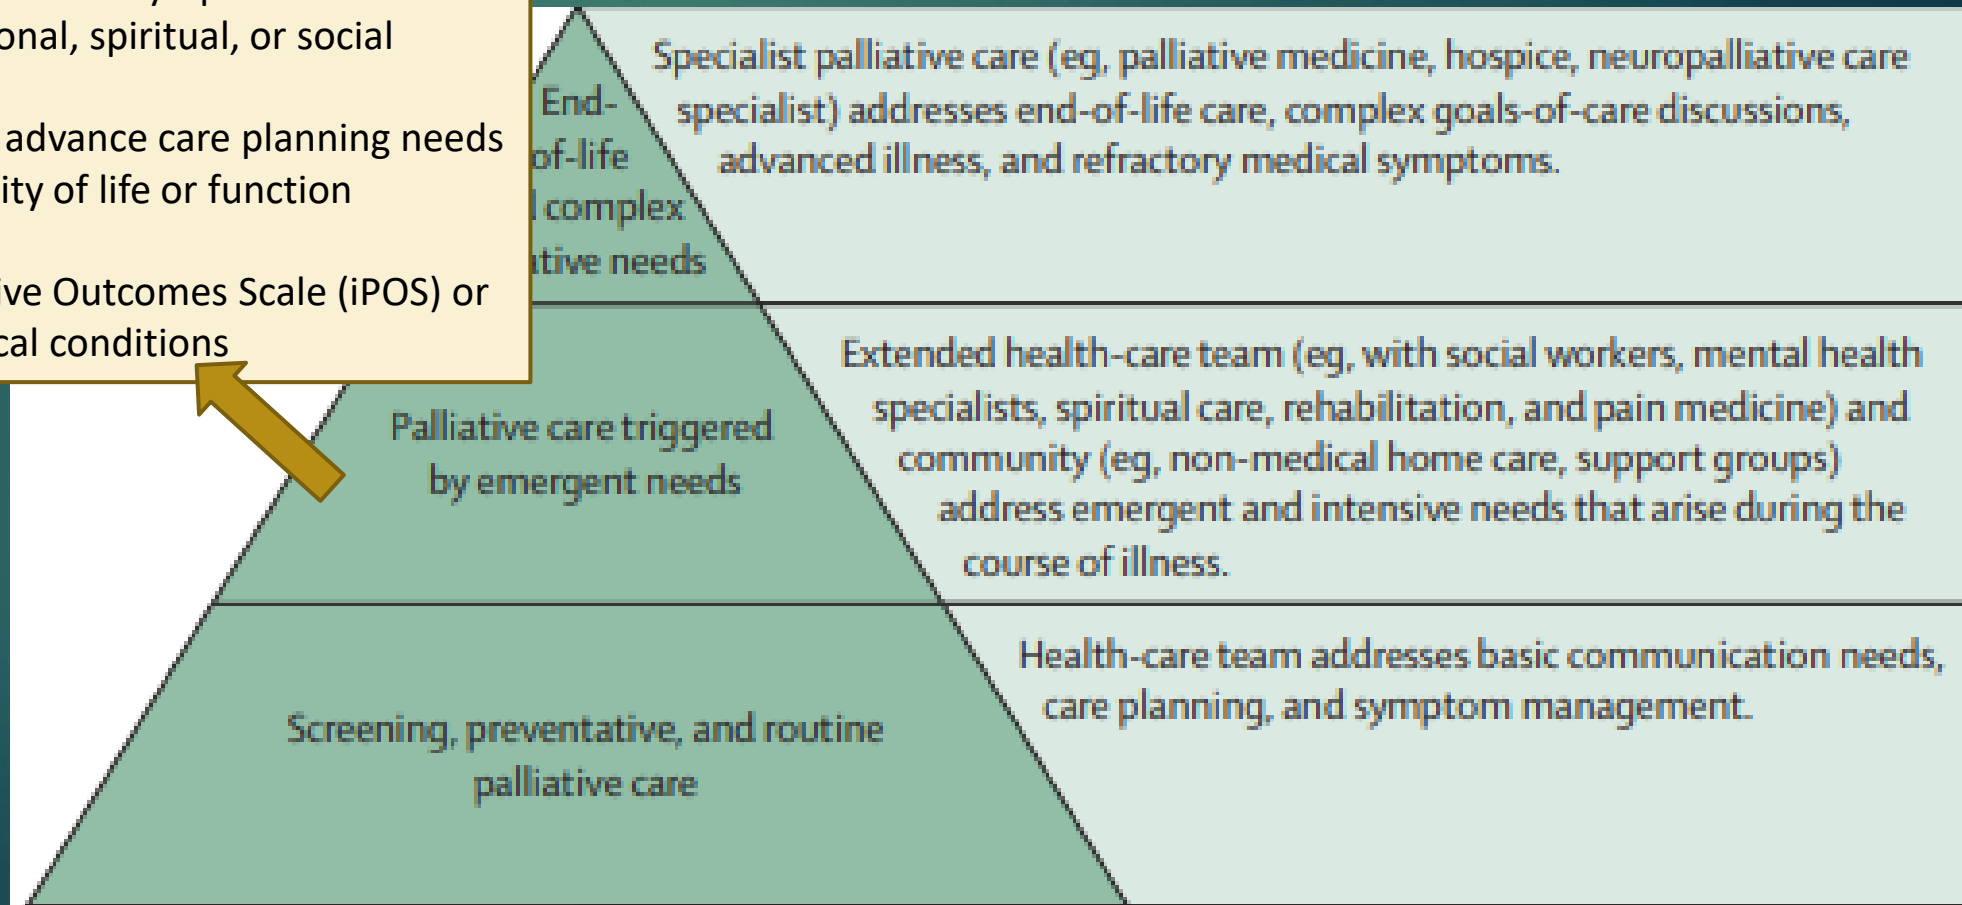 onal, spiritual, or social
advance care planning needs
ity of life or function
ive Outcomes Scale (iPOS) or
cal conditions
End-
of-life
complex
ative needs
Specialist palliative care (eg, palliative medicine, hospice, neuropalliative care
specialist) addresses end-of-life care, complex goals-of-care discussions,
advanced illness, and refractory medical symptoms.
Palliative care triggered
by emergent needs
Extended health-care team (eg, with social workers, mental health
specialists, spiritual care, rehabilitation, and pain medicine) and
community (eg, non-medical home care, support groups)
address emergent and intensive needs that arise during the
course of illness.
Screening, preventative, and routine
palliative care
Health-care team addresses basic communication needs,
care planning, and symptom management.